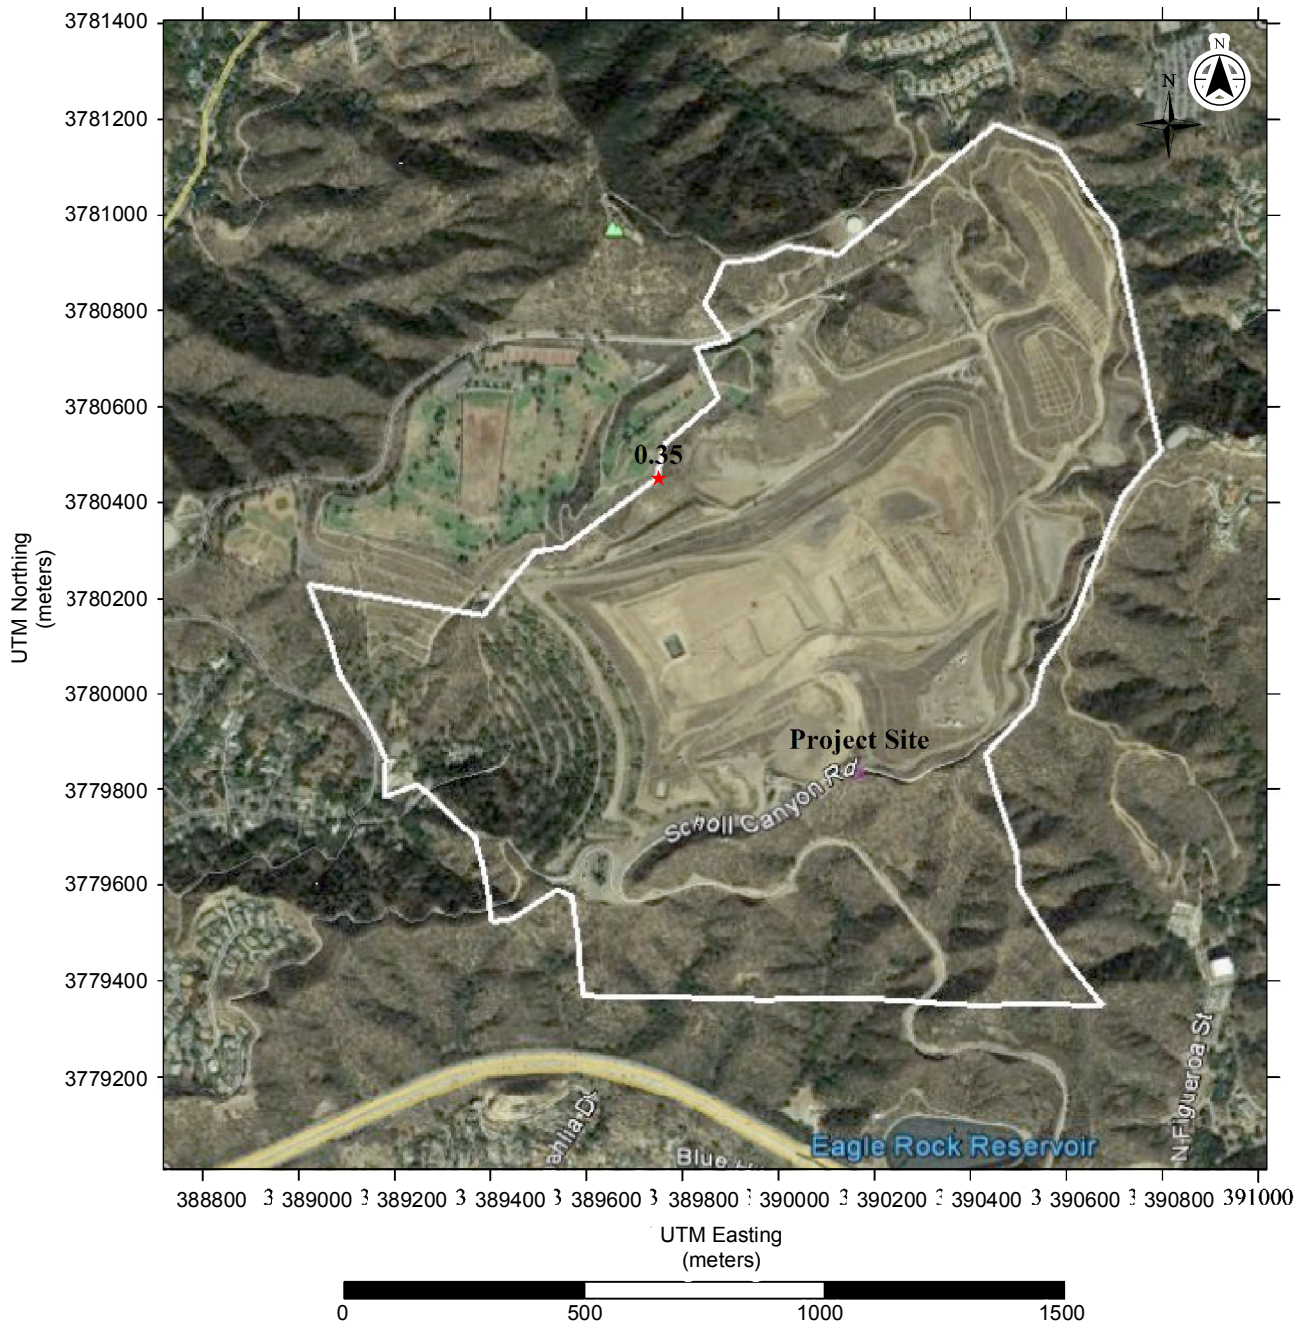 3781400
N
N
3781200
3781000
3780800
3780600
0.35
3780400
UTM Northing
(meters)
3780200
3780000
Project Site
3779800
Scholl Canyon Rd
3779600
3779400
N Figueroa St
3779200
ahlia Dr
Eagle Rock Reservoir
Blue
388800 389000 389200 389400 389600 389800 390000 390200 390400 390600 390800 391000
UTM Easting
(meters)
0 500 1000 1500